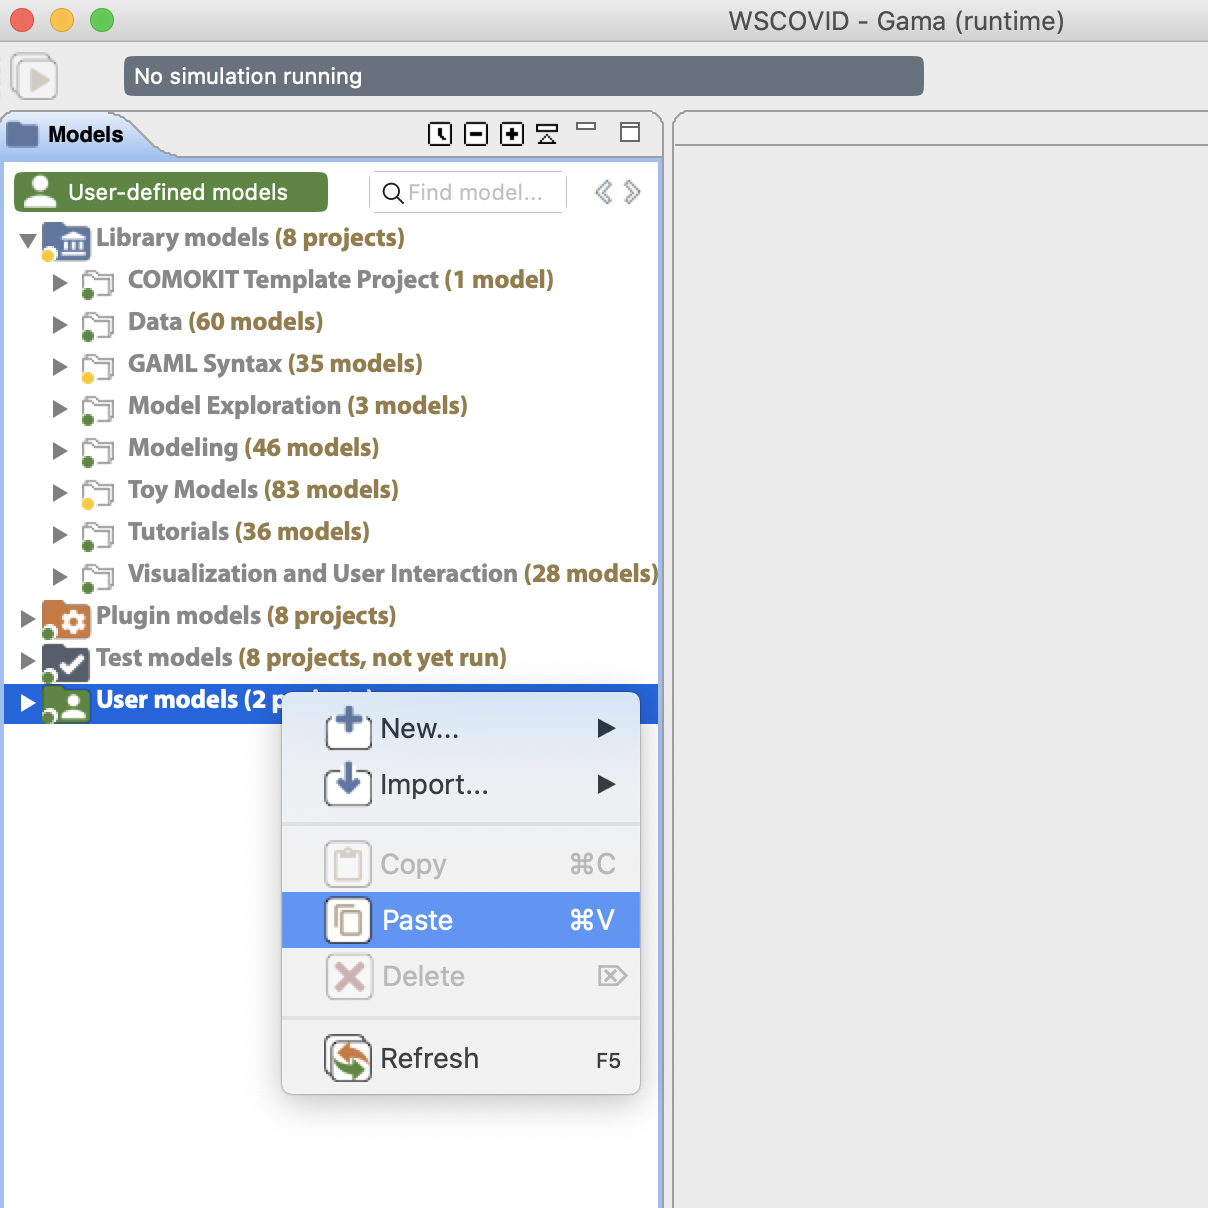 WSCOVID - Gama (runtime)
No simulation running
Models
User-defined models
Find model...
Library models (8 projects)
COMOKIT Template Project (1 model)
Data (60 models)
GAML Syntax (35 models)
Model Exploration (3 models)
Modeling (46 models)
Toy Models (83 models)
Tutorials (36 models)
Visualization and User Interaction (28 models)
Plugin models (8 projects)
Test models (8 projects, not yet run)
User models (2
New...
Import...
Copy ⌘C
Paste ⌘V
Delete ⌦
Refresh F5